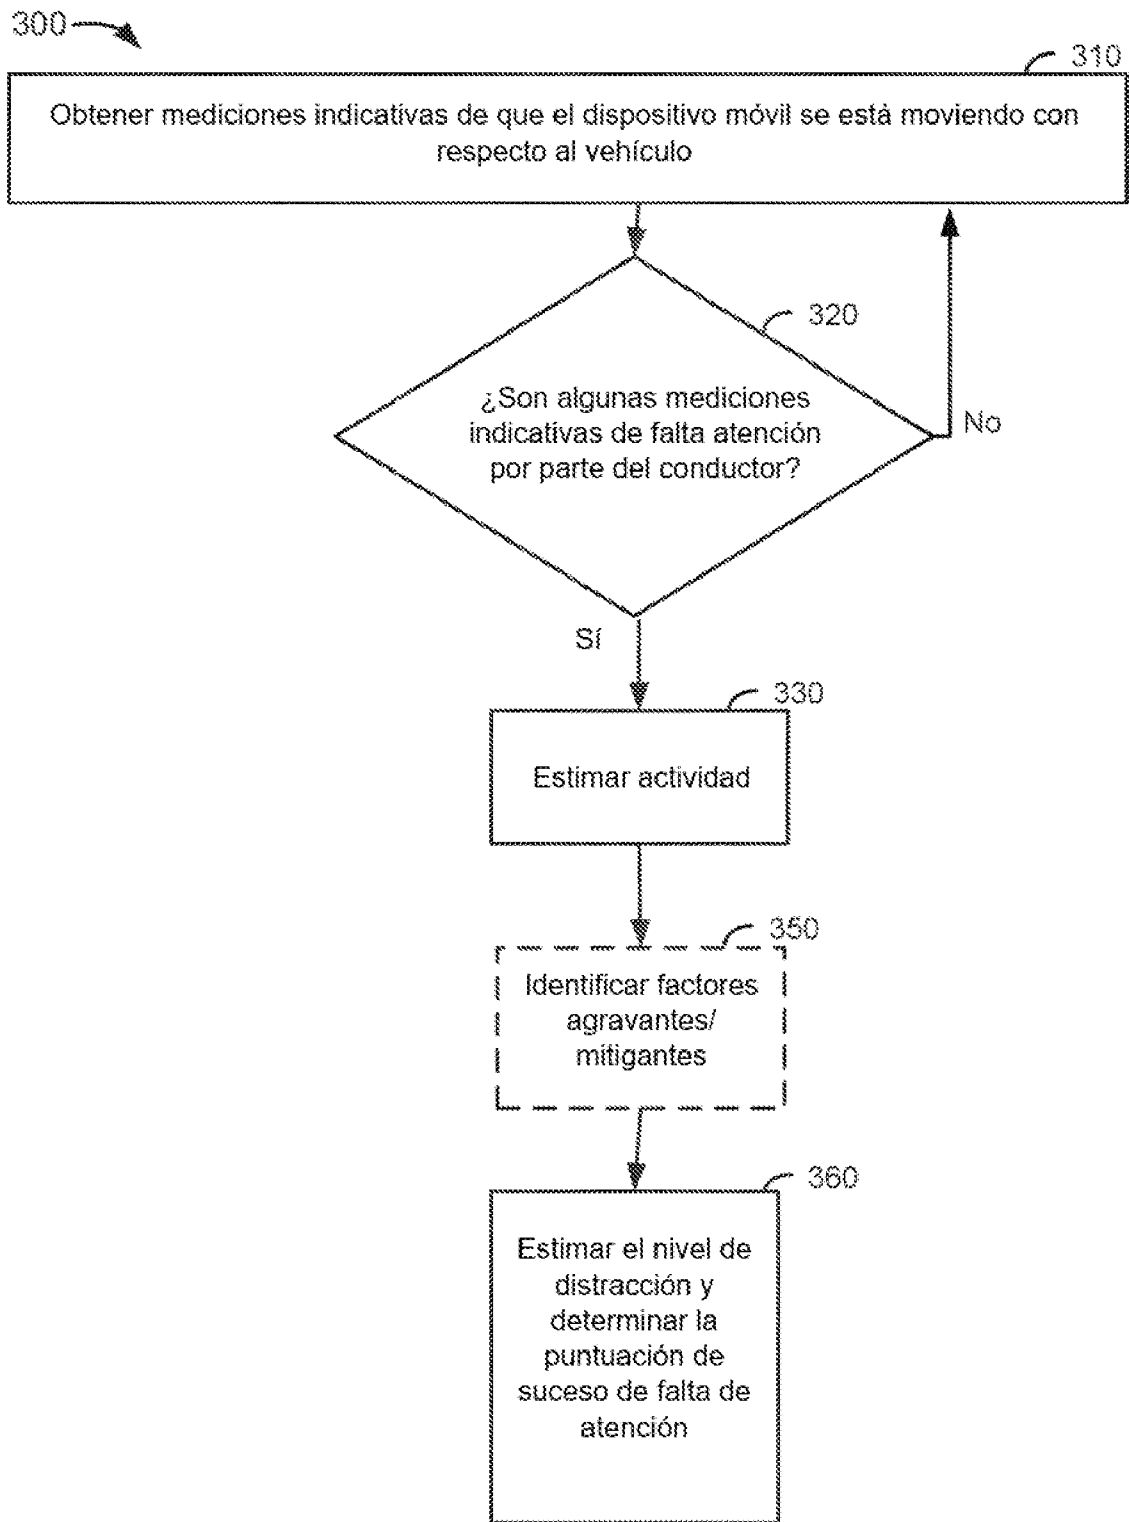 300
310
Obtener mediciones indicativas de que el dispositivo móvil se está moviendo con
respecto al vehículo
320
¿Son algunas mediciones
indicativas de falta atención
por parte del conductor?
No
Sí
330
Estimar actividad
350
Identificar factores
agravantes/
mitigantes
360
Estimar el nivel de
distracción y
determinar la
puntuación de
suceso de falta de
atención